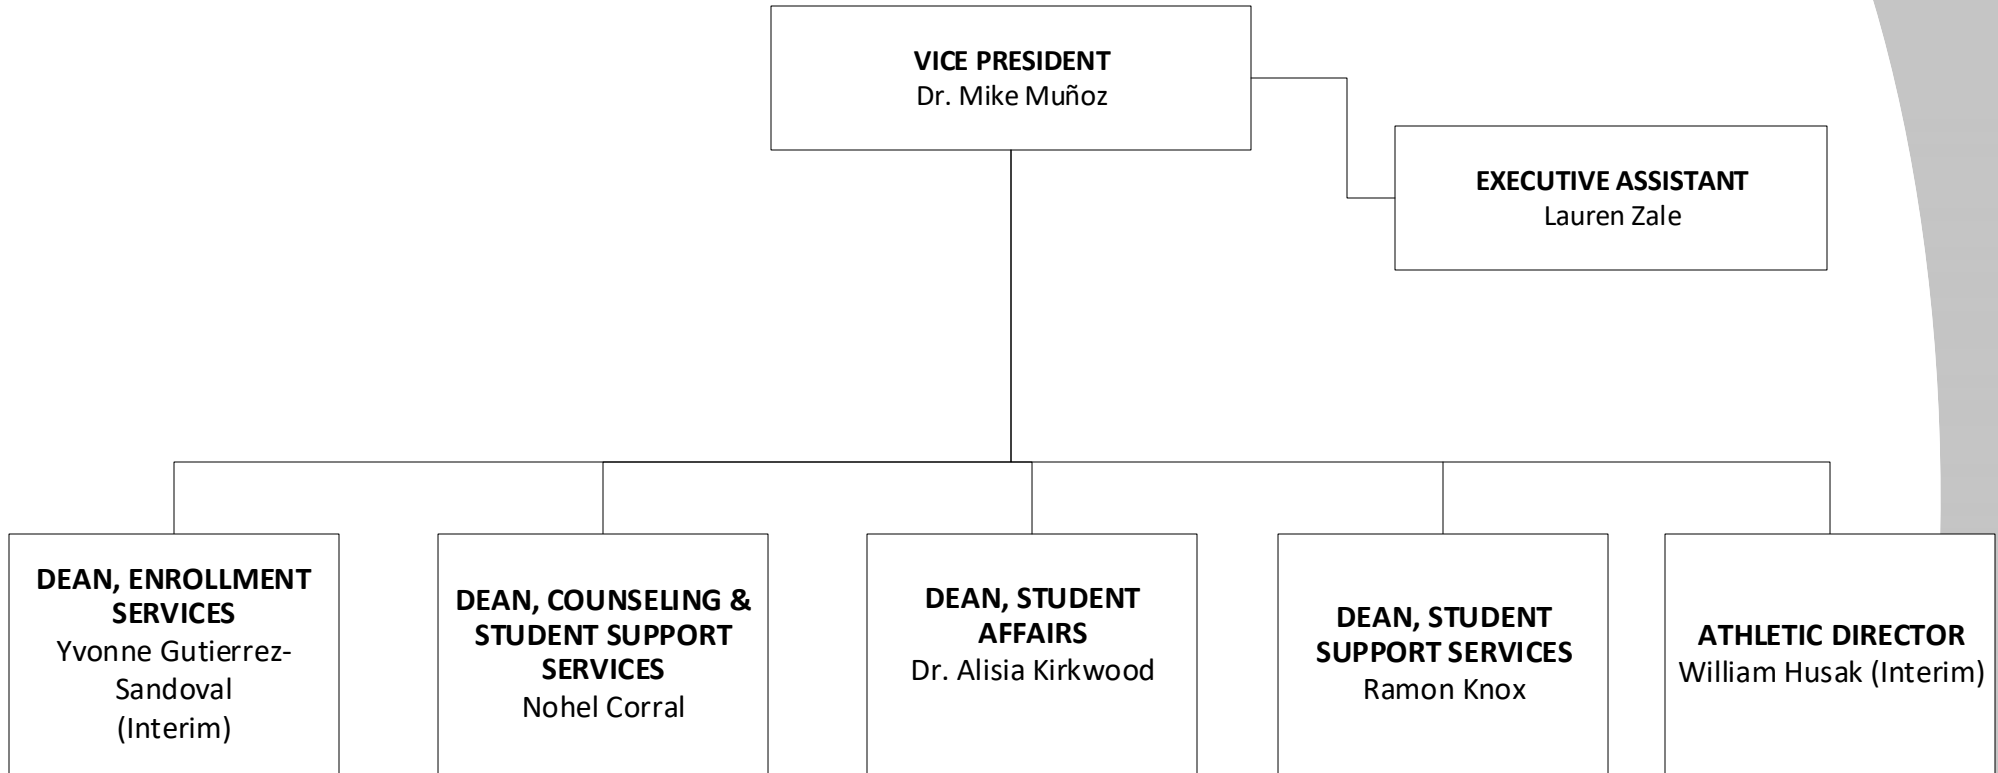 VICE PRESIDENT
Dr. Mike Muñoz
EXECUTIVE ASSISTANT
Lauren Zale
DEAN, ENROLLMENT
SERVICES
Yvonne Gutierrez-
Sandoval
(Interim)
DEAN, COUNSELING &
STUDENT SUPPORT
SERVICES
Nohel Corral
DEAN, STUDENT
AFFAIRS
Dr. Alisia Kirkwood
DEAN, STUDENT
SUPPORT SERVICES
Ramon Knox
ATHLETIC DIRECTOR
William Husak (Interim)